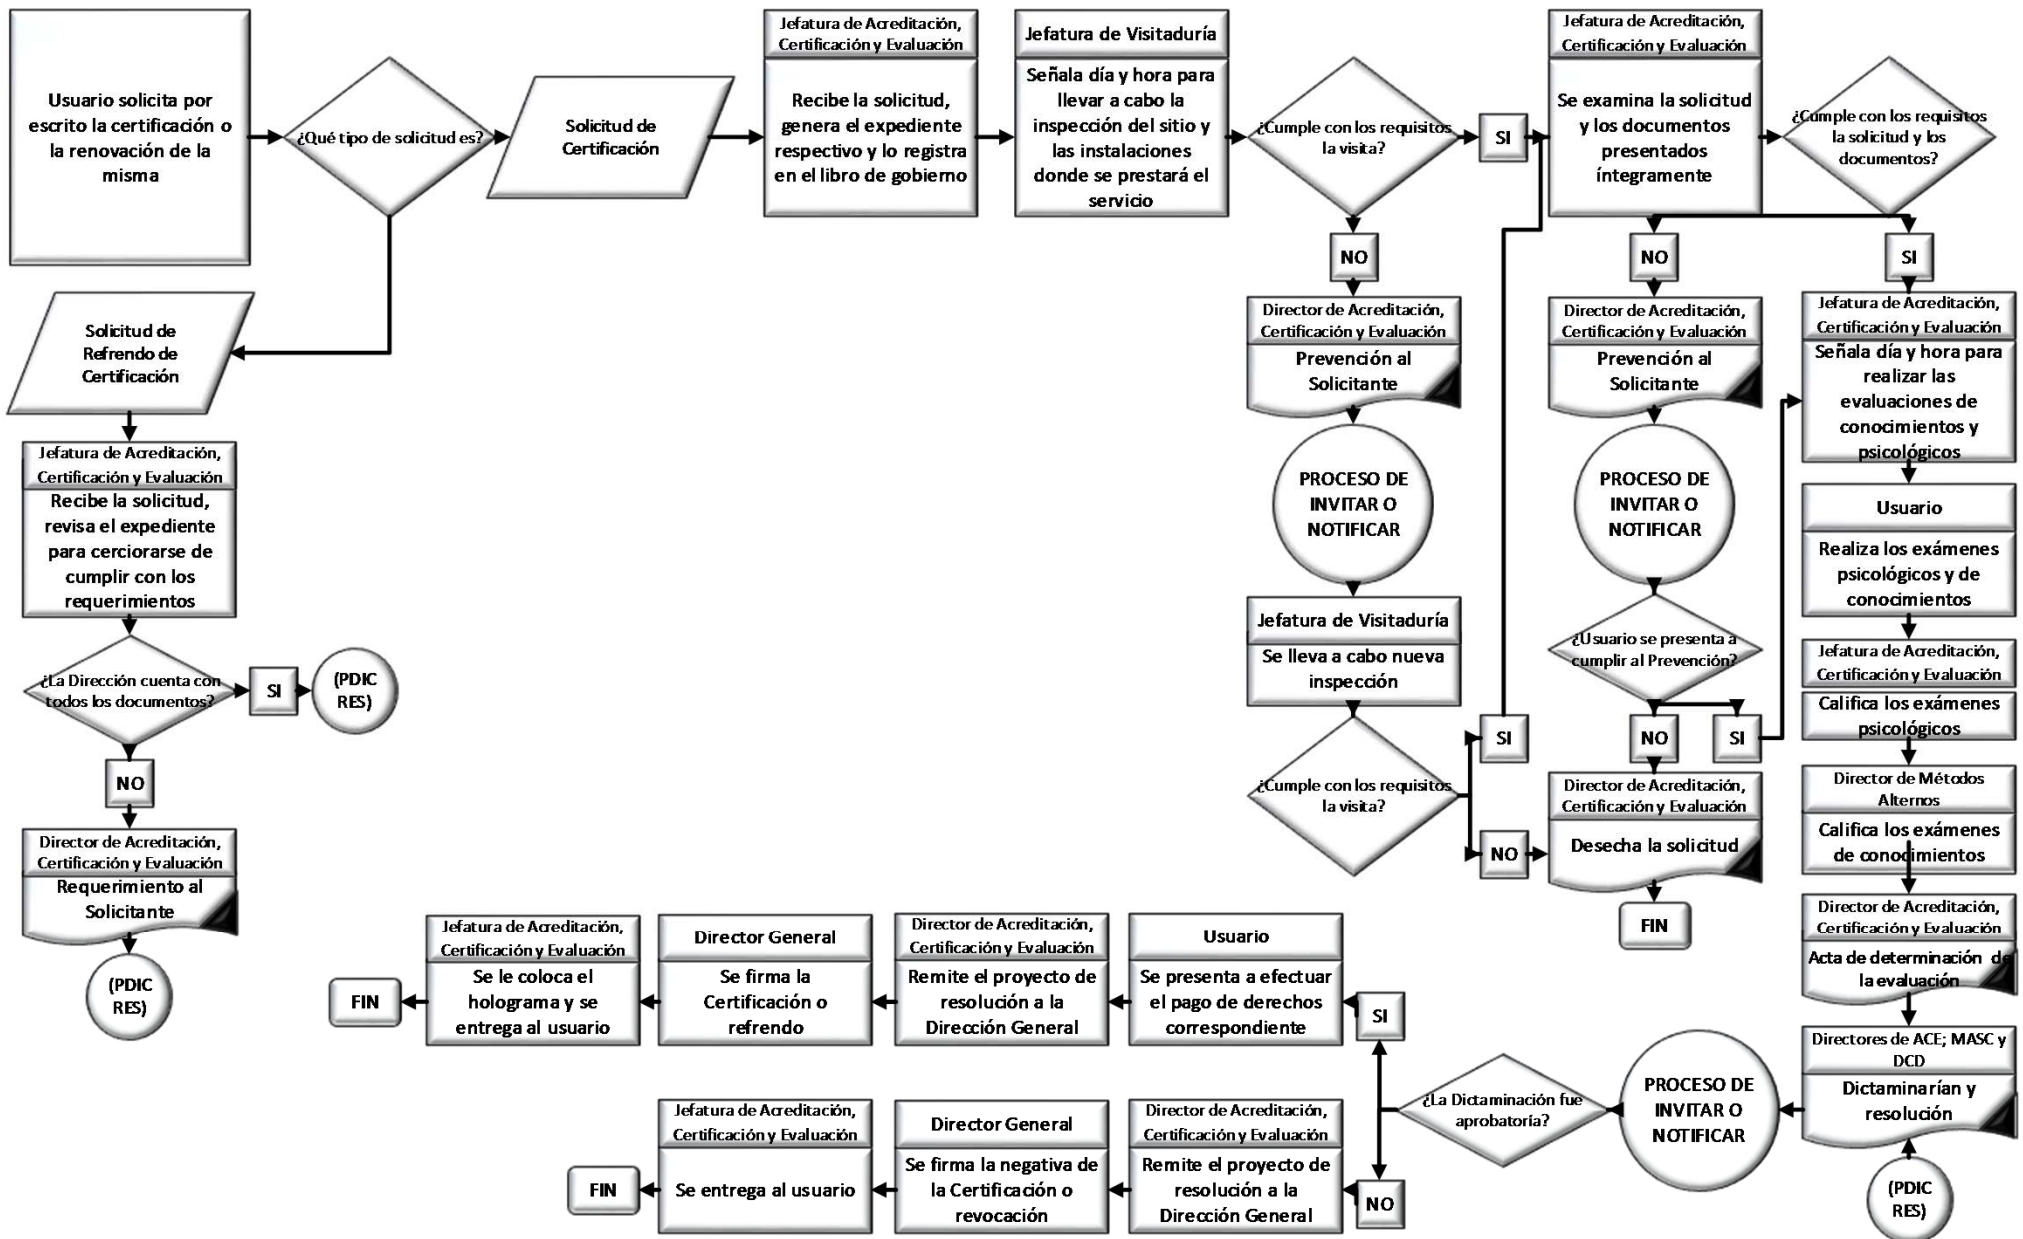 Usuario solicita por
escrito la certificación o
la renovación de la
misma
¿Qué tipo de solicitud es?
Solicitud de
Certificación
Jefatura de Acreditación,
Certificación y Evaluación
Recibe la solicitud,
genera el expediente
respectivo y lo registra
en el libro de gobierno
Jefatura de Visitaduría
Señala día y hora para
llevar a cabo la
inspección del sitio y
las instalaciones
donde se prestará el
servicio
¿Cumple con los requisitos
la visita?
SI
Jefatura de Acreditación,
Certificación y Evaluación
Se examina la solicitud
y los documentos
presentados
íntegramente
¿Cumple con los requisitos
la solicitud y los
documentos?
NO
NO
SI
Solicitud de
Refrendo de
Certificación
Jefatura de Acreditación,
Certificación y Evaluación
Recibe la solicitud,
revisa el expediente
para cerciorarse de
cumplir con los
requerimientos
¿La Dirección cuenta con
todos los documentos?
SI
(PDIC
RES)
NO
Director de Acreditación,
Certificación y Evaluación
Requerimiento al
Solicitante
(PDIC
RES)
Director de Acreditación,
Certificación y Evaluación
Prevención al
Solicitante
PROCESO DE
INVITAR O
NOTIFICAR
Jefatura de Visitaduría
Se lleva a cabo nueva
inspección
¿Cumple con los requisitos
la visita?
SI
NO
Director de Acreditación,
Certificación y Evaluación
Prevención al
Solicitante
PROCESO DE
INVITAR O
NOTIFICAR
¿Usuario se presenta a
cumplir al Prevención?
NO
SI
Director de Acreditación,
Certificación y Evaluación
Desecha la solicitud
FIN
Jefatura de Acreditación,
Certificación y Evaluación
Señala día y hora para
realizar las
evaluaciones de
conocimientos y
psicológicos
Usuario
Realiza los exámenes
psicológicos y de
conocimientos
Jefatura de Acreditación,
Certificación y Evaluación
Califica los exámenes
psicológicos
Director de Métodos
Alternos
Califica los exámenes
de conocimientos
Director de Acreditación,
Certificación y Evaluación
Acta de determinación de
la evaluación
Directores de ACE; MASC y
DCD
Dictaminarían y
resolución
(PDIC
RES)
PROCESO DE
INVITAR O
NOTIFICAR
¿La Dictaminación fue
aprobatoría?
SI
Usuario
Se presenta a efectuar
el pago de derechos
correspondiente
Director de Acreditación,
Certificación y Evaluación
Remite el proyecto de
resolución a la
Dirección General
Director General
Se firma la
Certificación o
refrendo
Jefatura de Acreditación,
Certificación y Evaluación
Se le coloca el
holograma y se
entrega al usuario
FIN
NO
Director de Acreditación,
Certificación y Evaluación
Remite el proyecto de
resolución a la
Dirección General
Director General
Se firma la negativa de
la Certificación o
revocación
Jefatura de Acreditación,
Certificación y Evaluación
Se entrega al usuario
FIN